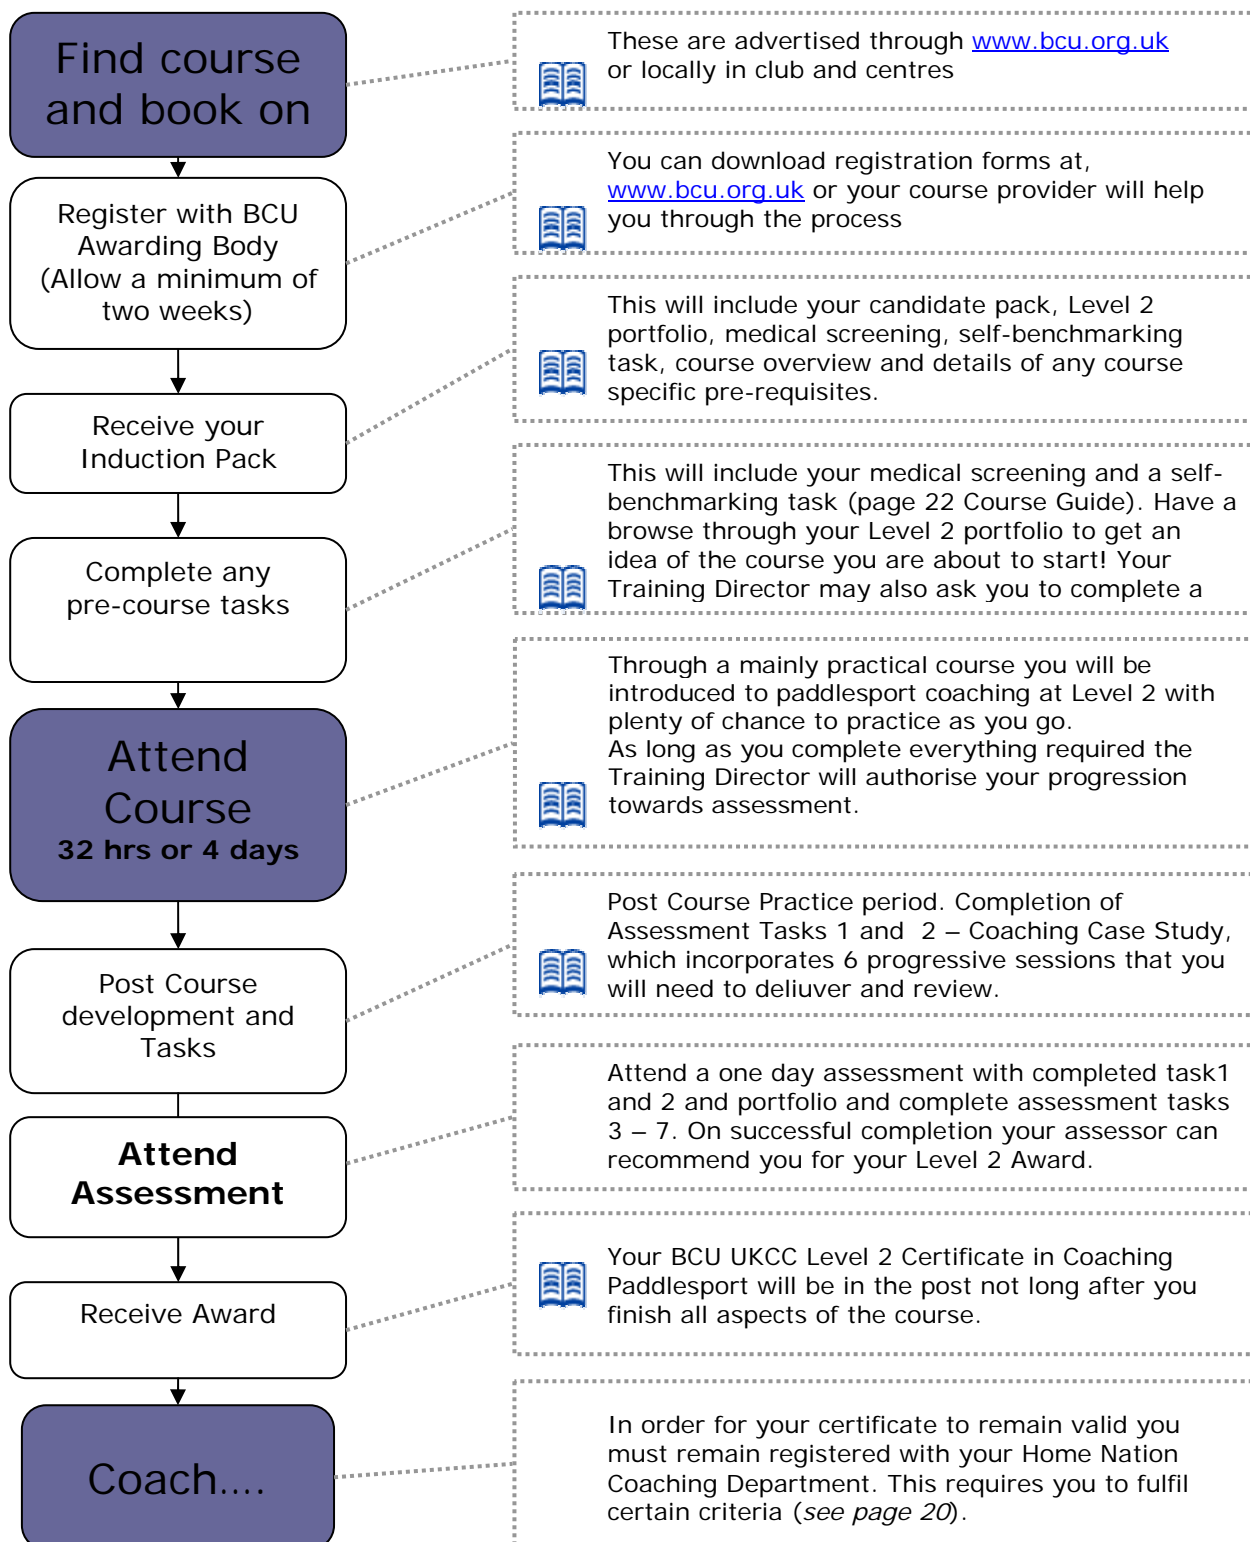 Find course
and book on
These are advertised through www.bcu.org.uk
or locally in club and centres
Register with BCU
Awarding Body
(Allow a minimum of
two weeks)
You can download registration forms at,
www.bcu.org.uk or your course provider will help
you through the process
Receive your
Induction Pack
This will include your candidate pack, Level 2
portfolio, medical screening, self-benchmarking
task, course overview and details of any course
specific pre-requisites.
Complete any
pre-course tasks
This will include your medical screening and a self-
benchmarking task (page 22 Course Guide). Have a
browse through your Level 2 portfolio to get an
idea of the course you are about to start! Your
Training Director may also ask you to complete a
Attend
Course
32 hrs or 4 days
Through a mainly practical course you will be
introduced to paddlesport coaching at Level 2 with
plenty of chance to practice as you go.
As long as you complete everything required the
Training Director will authorise your progression
towards assessment.
Post Course
development and
Tasks
Post Course Practice period. Completion of
Assessment Tasks 1 and  2 – Coaching Case Study,
which incorporates 6 progressive sessions that you
will need to deliuver and review.
Attend
Assessment
Attend a one day assessment with completed task1
and 2 and portfolio and complete assessment tasks
3 – 7. On successful completion your assessor can
recommend you for your Level 2 Award.
Receive Award
Your BCU UKCC Level 2 Certificate in Coaching
Paddlesport will be in the post not long after you
finish all aspects of the course.
Coach....
In order for your certificate to remain valid you
must remain registered with your Home Nation
Coaching Department. This requires you to fulfil
certain criteria (see page 20).